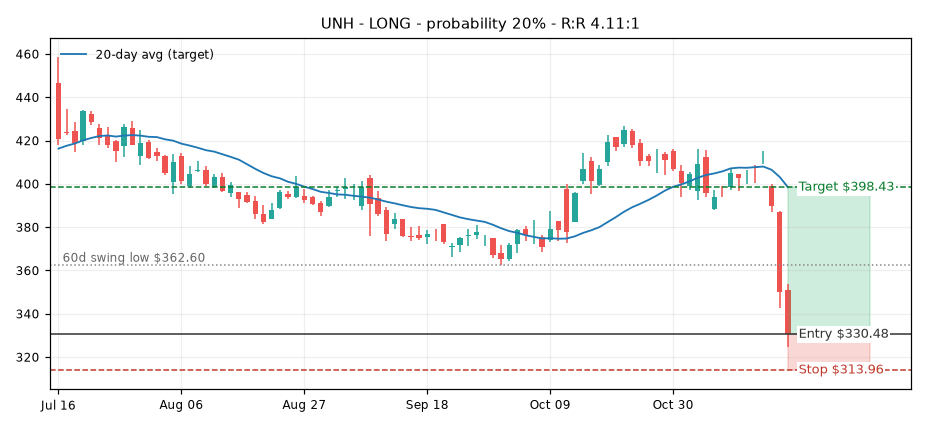 UNH - LONG - probability 20% - R:R 4.11:1
20-day avg (target)
460
440
420
400
380
360
340
320
Target $398.43
60d swing low $362.60
Entry $330.48
Stop $313.96
Jul 16
Aug 06
Aug 27
Sep 18
Oct 09
Oct 30